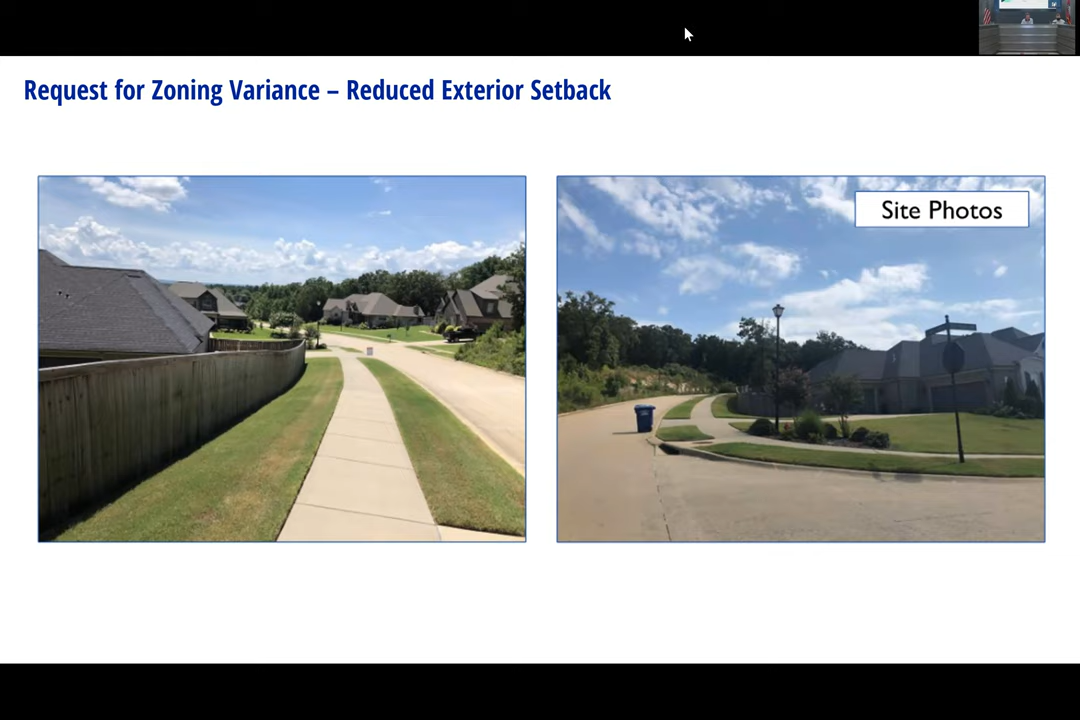 Request for Zoning Variance – Reduced Exterior Setback
Site Photos